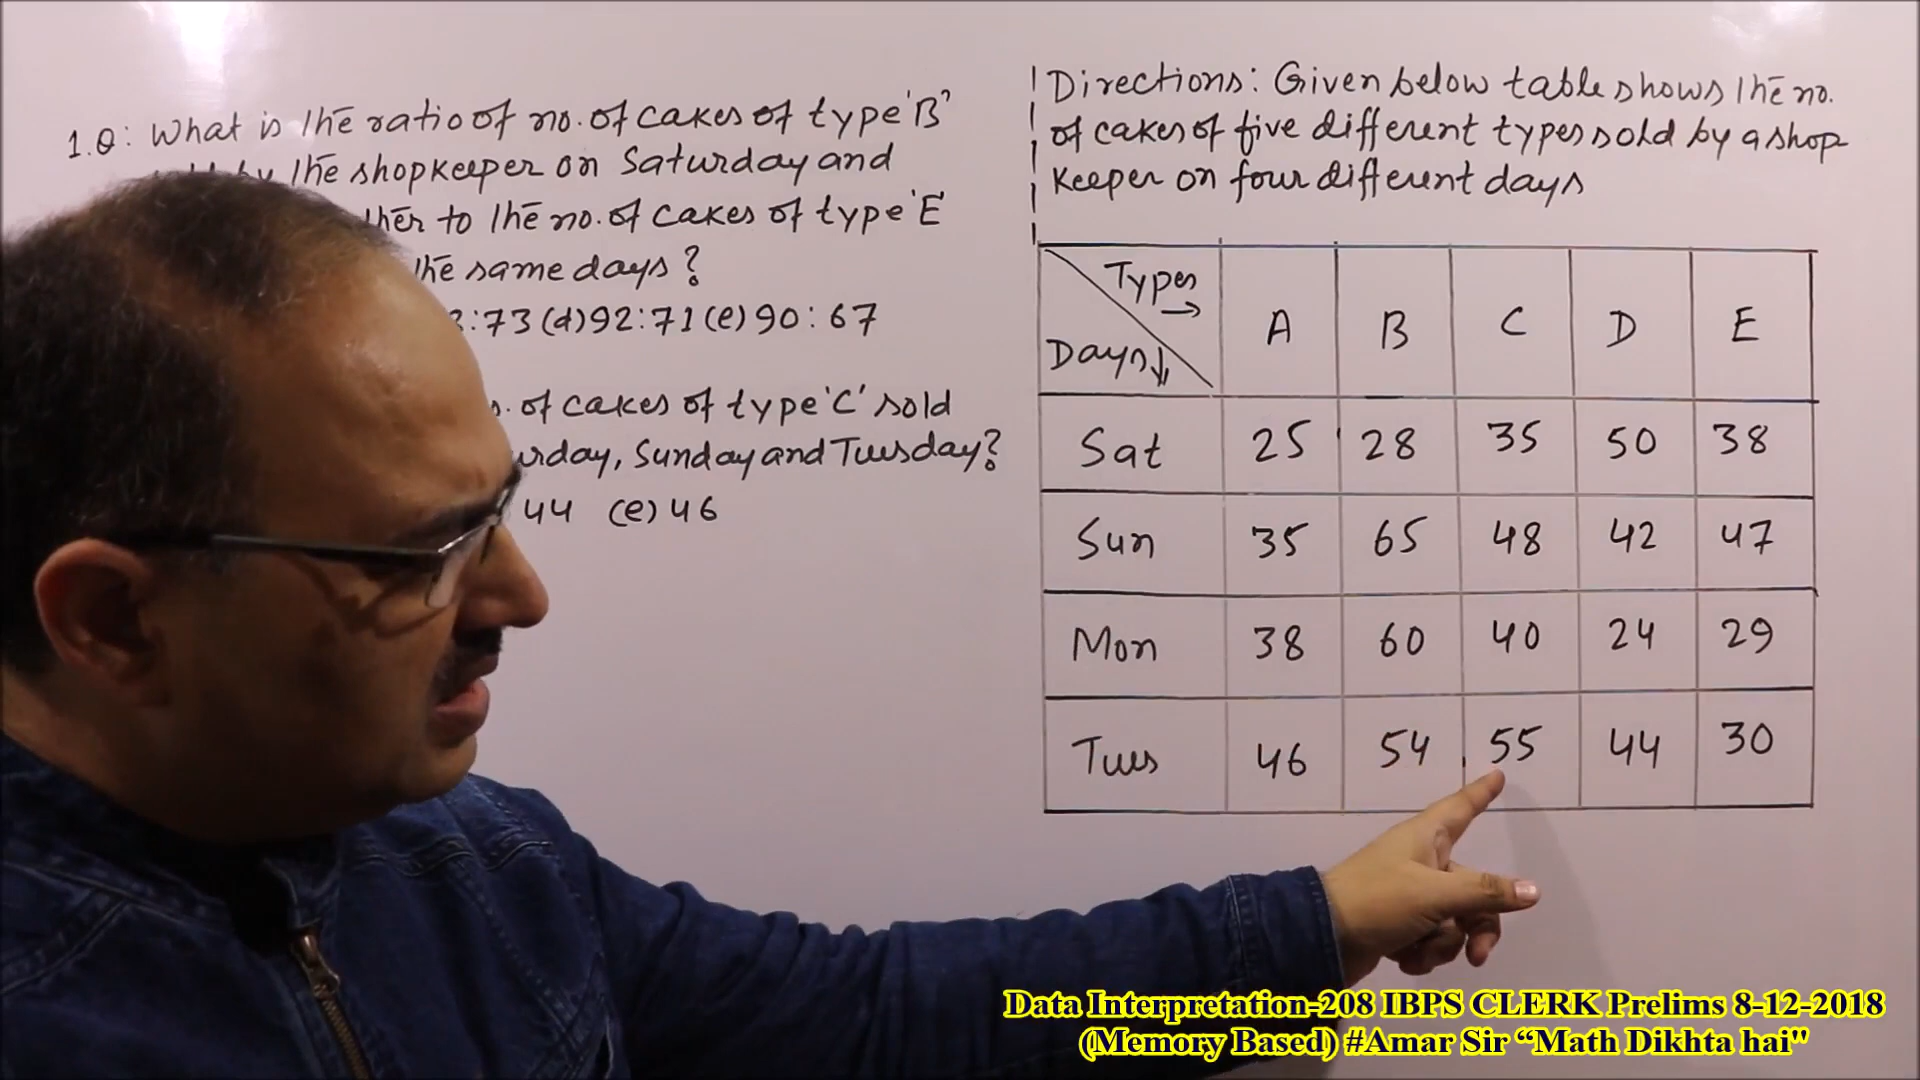 1.Q: What is the ratio of no. of cakes of type 'B'
by the shopkeeper on Saturday and
to the no. of cakes of type 'E'
the same days?
:73 (d) 92:71 (e) 90:67
of cakes of type 'C' sold
Sunday and Tuesday?
44 (e) 46
Directions: Given below table shows the no.
of cakes of five different types sold by a shop
keeper on four different days
Types →
Days ↓
A B C D E
Sat 25 28 35 50 38
Sun 35 65 48 42 47
Mon 38 60 40 24 29
Tues 46 54 55 44 30
Data Interpretation-208 IBPS CLERK Prelims 8-12-2018
(Memory Based) #Amar Sir “Math Dikhta hai"